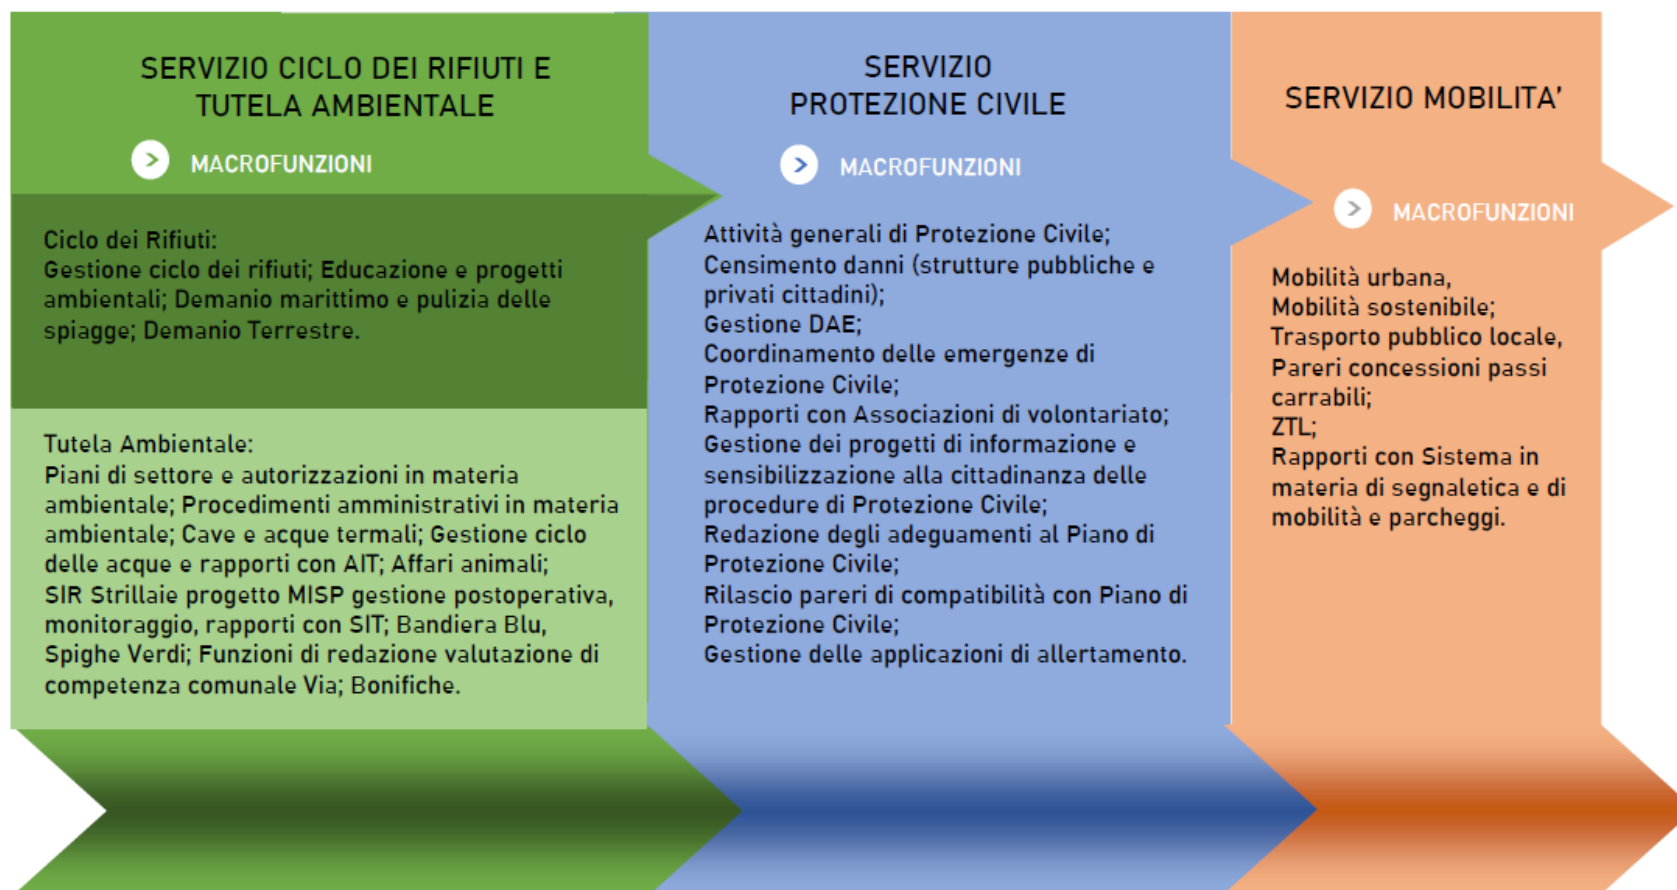 SERVIZIO CICLO DEI RIFIUTI E
TUTELA AMBIENTALE
MACROFUNZIONI
Ciclo dei Rifiuti:
Gestione ciclo dei rifiuti; Educazione e progetti
ambientali; Demanio marittimo e pulizia delle
spiagge; Demanio Terrestre.
Tutela Ambientale:
Piani di settore e autorizzazioni in materia
ambientale; Procedimenti amministrativi in materia
ambientale; Cave e acque termali; Gestione ciclo
delle acque e rapporti con AIT; Affari animali;
SIR Strillaie progetto MISP gestione postoperativa,
monitoraggio, rapporti con SIT; Bandiera Blu,
Spighe Verdi; Funzioni di redazione valutazione di
competenza comunale Via; Bonifiche.
SERVIZIO
PROTEZIONE CIVILE
MACROFUNZIONI
Attività generali di Protezione Civile;
Censimento danni (strutture pubbliche e
privati cittadini);
Gestione DAE;
Coordinamento delle emergenze di
Protezione Civile;
Rapporti con Associazioni di volontariato;
Gestione dei progetti di informazione e
sensibilizzazione alla cittadinanza delle
procedure di Protezione Civile;
Redazione degli adeguamenti al Piano di
Protezione Civile;
Rilascio pareri di compatibilità con Piano di
Protezione Civile;
Gestione delle applicazioni di allertamento.
SERVIZIO MOBILITA’
MACROFUNZIONI
Mobilità urbana,
Mobilità sostenibile;
Trasporto pubblico locale,
Pareri concessioni passi
carrabili;
ZTL;
Rapporti con Sistema in
materia di segnaletica e di
mobilità e parcheggi.